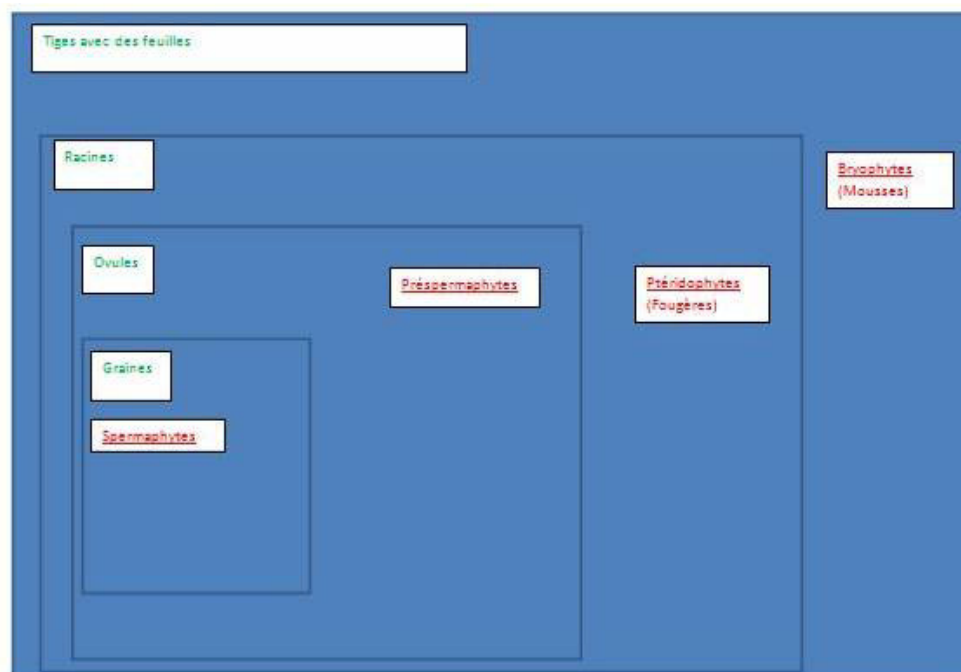 Tiges avec des feuilles
Racines
Bryophytes
(Mousses)
Ovules
Préspermaphytes
Ptéridophytes
(Fougères)
Graines
Spermaphytes